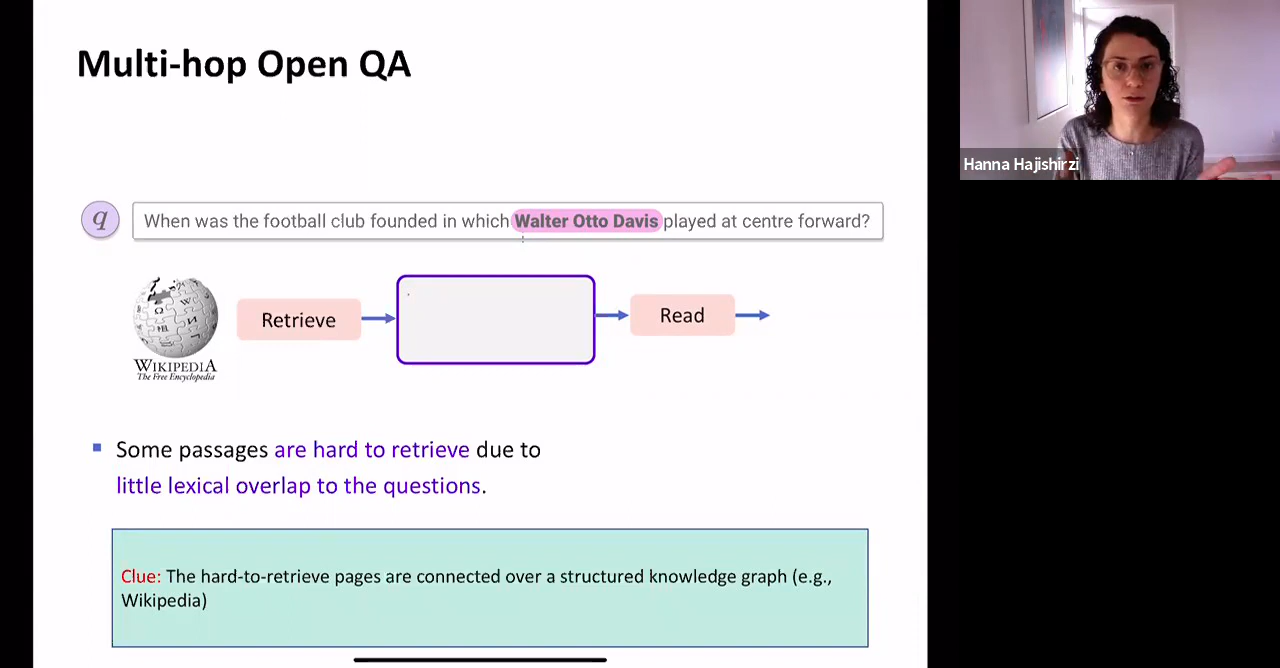 Multi-hop Open QA
Hanna Hajishirzi
q
When was the football club founded in which Walter Otto Davis played at centre forward?
Retrieve
Read
WIKIPEDIA
The Free Encyclopedia
Some passages are hard to retrieve due to
little lexical overlap to the questions.
Clue: The hard-to-retrieve pages are connected over a structured knowledge graph (e.g.,
Wikipedia)